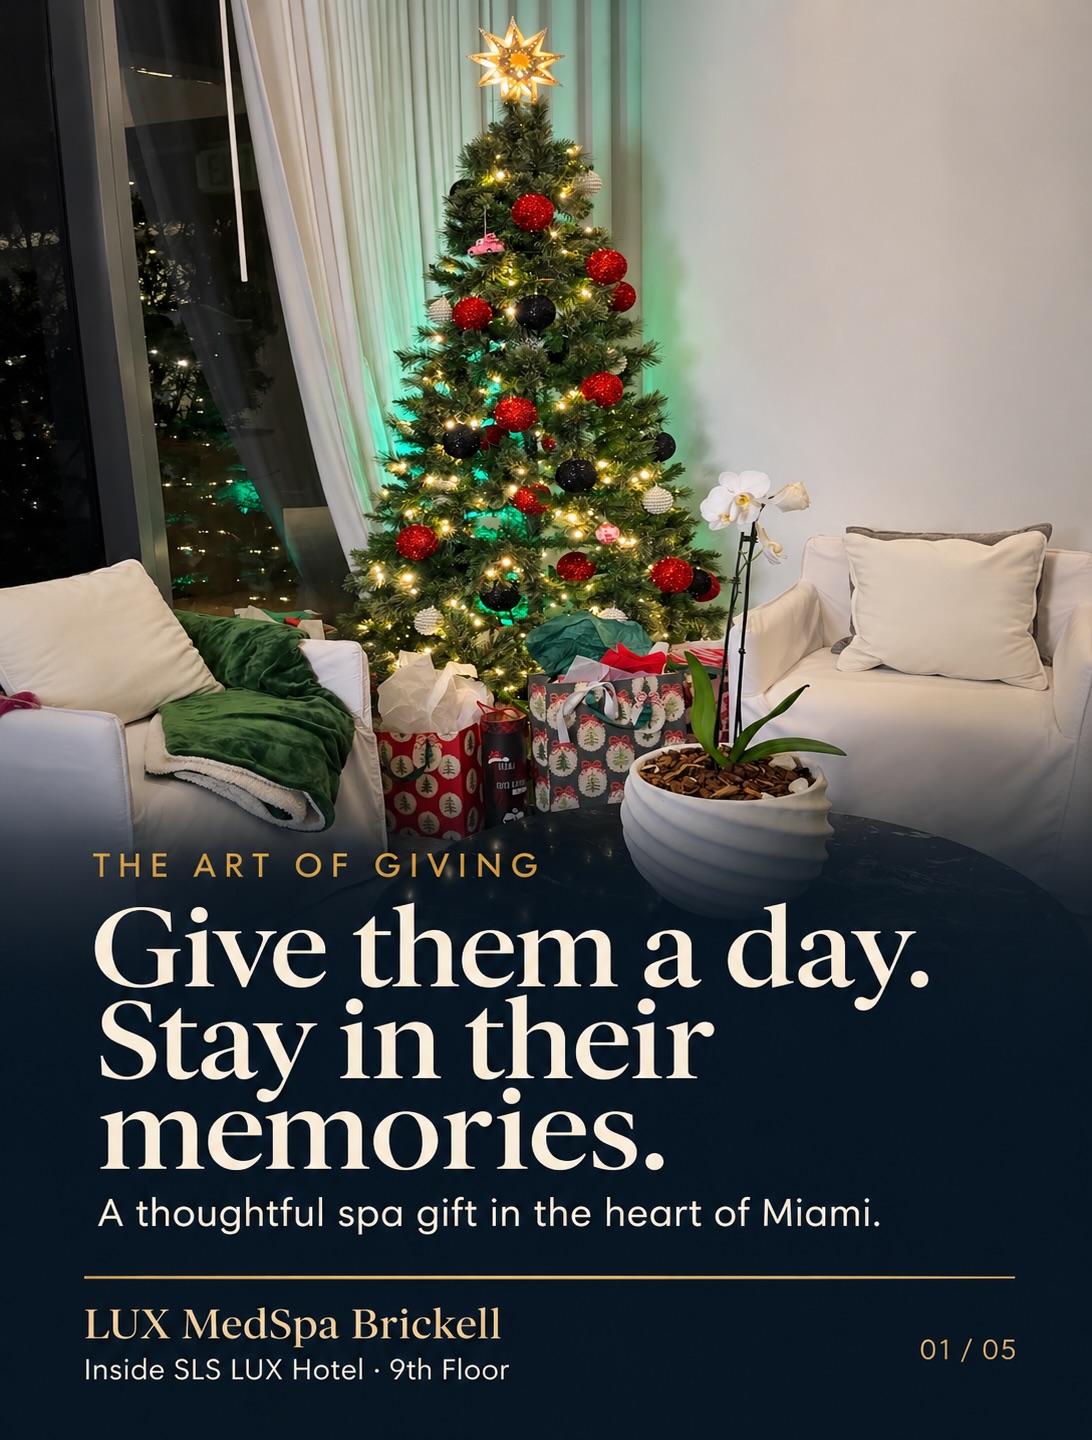 THE ART OF GIVING
Give them a day.
Stay in their
memories.
A thoughtful spa gift in the heart of Miami.
LUX MedSpa Brickell
Inside SLS LUX Hotel · 9th Floor
01 / 05